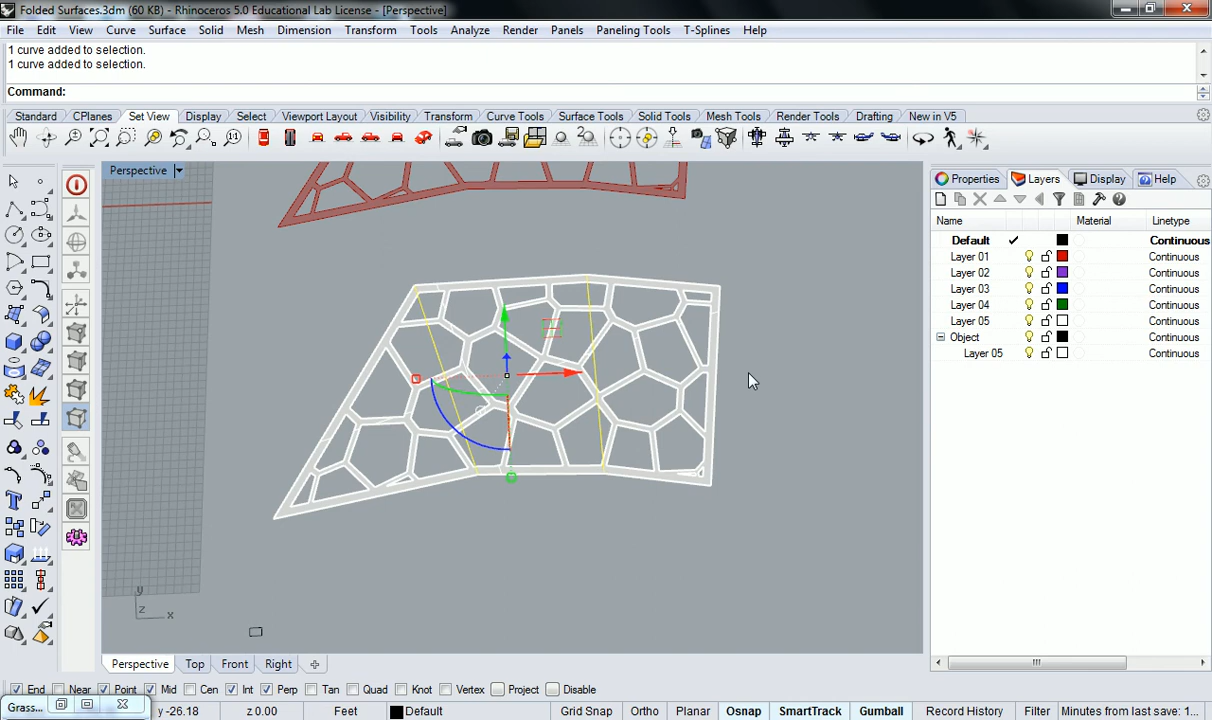 Folded Surfaces.3dm (60 KB) - Rhinoceros 5.0 Educational Lab License - [Perspective]
File Edit View Curve Surface Solid Mesh Dimension Transform Tools Analyze Render Panels Paneling Tools T-Splines Help
1 curve added to selection.
1 curve added to selection.
Command:
Standard CPlanes Set View Display Select Viewport Layout Visibility Transform Curve Tools Surface Tools Solid Tools Mesh Tools Render Tools Drafting New in V5
Perspective
Properties Layers Display Help
Name Material Linetype
Default Continuous
Layer 01 Continuous
Layer 02 Continuous
Layer 03 Continuous
Layer 04 Continuous
Layer 05 Continuous
Object Continuous
Layer 05 Continuous
y
z x
Perspective Top Front Right
End Near Point Mid Cen Int Perp Tan Quad Knot Vertex Project Disable
Grass... y -26.18 z 0.00 Feet Default Grid Snap Ortho Planar Osnap SmartTrack Gumball Record History Filter Minutes from last save: 1...